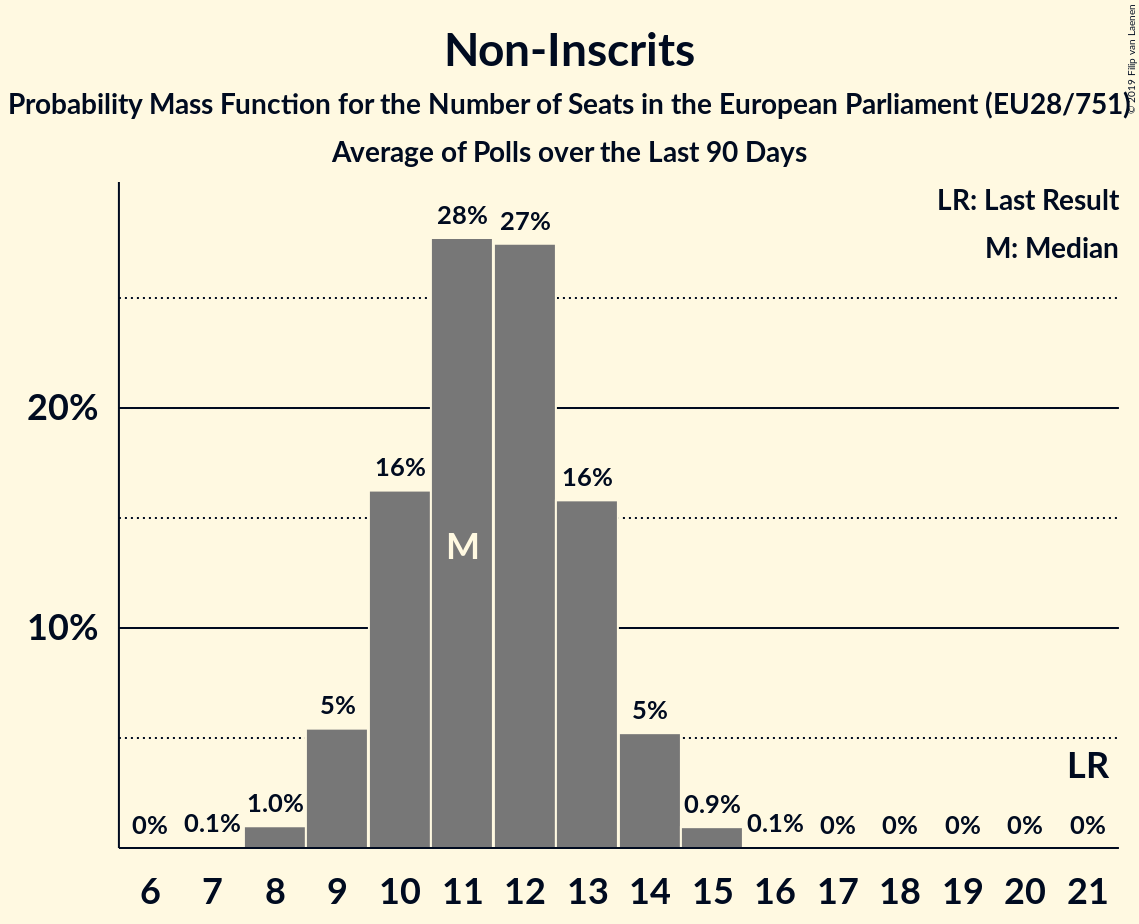 Non-Inscrits
Probability Mass Function for the Number of Seats in the European Parliament (EU28/751)
Average of Polls over the Last 90 Days
© 2019 Filip van Laenen
LR: Last Result
M: Median
28%
27%
20%
16%
16%
M
10%
5%
5%
LR
1.0%
0.9%
0%
0.1%
0.1%
0%
0%
0%
0%
0%
6 7 8 9 10 11 12 13 14 15 16 17 18 19 20 21